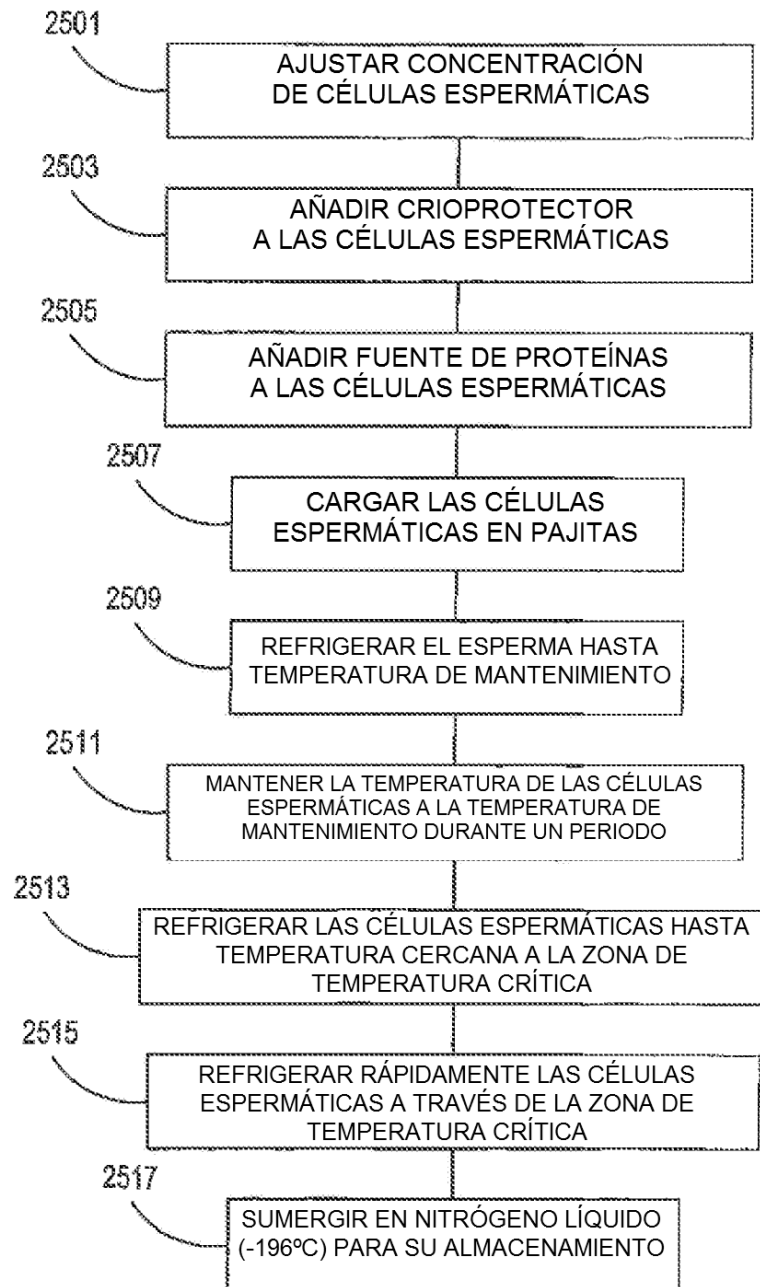 2501
AJUSTAR CONCENTRACIÓN
DE CÉLULAS ESPERMÁTICAS
2503
AÑADIR CRIOPROTECTOR
A LAS CÉLULAS ESPERMÁTICAS
2505
AÑADIR FUENTE DE PROTEÍNAS
A LAS CÉLULAS ESPERMÁTICAS
2507
CARGAR LAS CÉLULAS
ESPERMÁTICAS EN PAJITAS
2509
REFRIGERAR EL ESPERMA HASTA
TEMPERATURA DE MANTENIMIENTO
2511
MANTENER LA TEMPERATURA DE LAS CÉLULAS
ESPERMÁTICAS A LA TEMPERATURA DE
MANTENIMIENTO DURANTE UN PERIODO
2513
REFRIGERAR LAS CÉLULAS ESPERMÁTICAS HASTA
TEMPERATURA CERCANA A LA ZONA DE
TEMPERATURA CRÍTICA
2515
REFRIGERAR RÁPIDAMENTE LAS CÉLULAS
ESPERMÁTICAS A TRAVÉS DE LA ZONA DE
TEMPERATURA CRÍTICA
2517
SUMERGIR EN NITRÓGENO LÍQUIDO
(-196ºC) PARA SU ALMACENAMIENTO